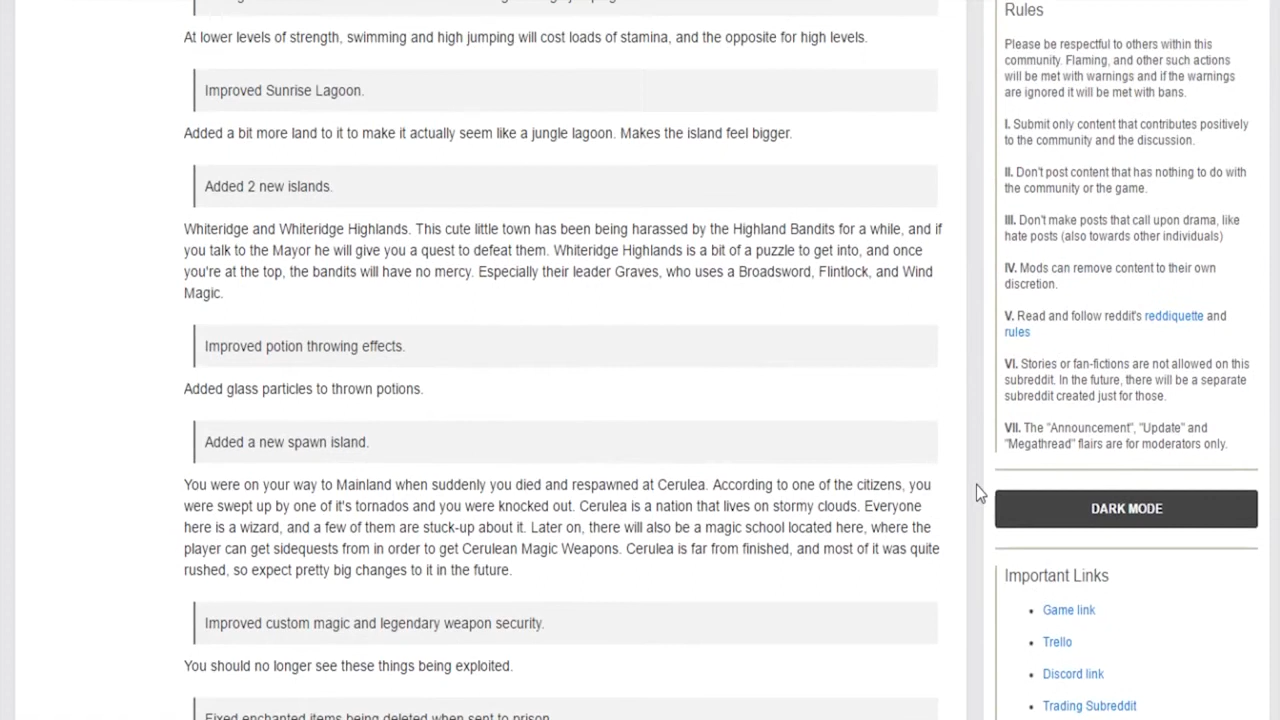 At lower levels of strength, swimming and high jumping will cost loads of stamina, and the opposite for high levels.
Improved Sunrise Lagoon.
Added a bit more land to it to make it actually seem like a jungle lagoon. Makes the island feel bigger.
Added 2 new islands.
Whiteridge and Whiteridge Highlands. This cute little town has been being harassed by the Highland Bandits for a while, and if
you talk to the Mayor he will give you a quest to defeat them. Whiteridge Highlands is a bit of a puzzle to get into, and once
you're at the top, the bandits will have no mercy. Especially their leader Graves, who uses a Broadsword, Flintlock, and Wind
Magic.
Improved potion throwing effects.
Added glass particles to thrown potions.
Added a new spawn island.
You were on your way to Mainland when suddenly you died and respawned at Cerulea. According to one of the citizens, you
were swept up by one of it's tornados and you were knocked out. Cerulea is a nation that lives on stormy clouds. Everyone
here is a wizard, and a few of them are stuck-up about it. Later on, there will also be a magic school located here, where the
player can get sidequests from in order to get Cerulean Magic Weapons. Cerulea is far from finished, and most of it was quite
rushed, so expect pretty big changes to it in the future.
Improved custom magic and legendary weapon security.
You should no longer see these things being exploited.
Fixed enchanted items being deleted when sent to prison.
Rules
Please be respectful to others within this
community. Flaming, and other such actions
will be met with warnings and if the warnings
are ignored it will be met with bans.
I. Submit only content that contributes positively
to the community and the discussion.
II. Don't post content that has nothing to do with
the community or the game.
III. Don't make posts that call upon drama, like
hate posts (also towards other individuals)
IV. Mods can remove content to their own
discretion.
V. Read and follow reddit's reddiquette and
rules
VI. Stories or fan-fictions are not allowed on this
subreddit. In the future, there will be a separate
subreddit created just for those.
VII. The "Announcement", "Update" and
"Megathread" flairs are for moderators only.
DARK MODE
Important Links
• Game link
• Trello
• Discord link
• Trading Subreddit